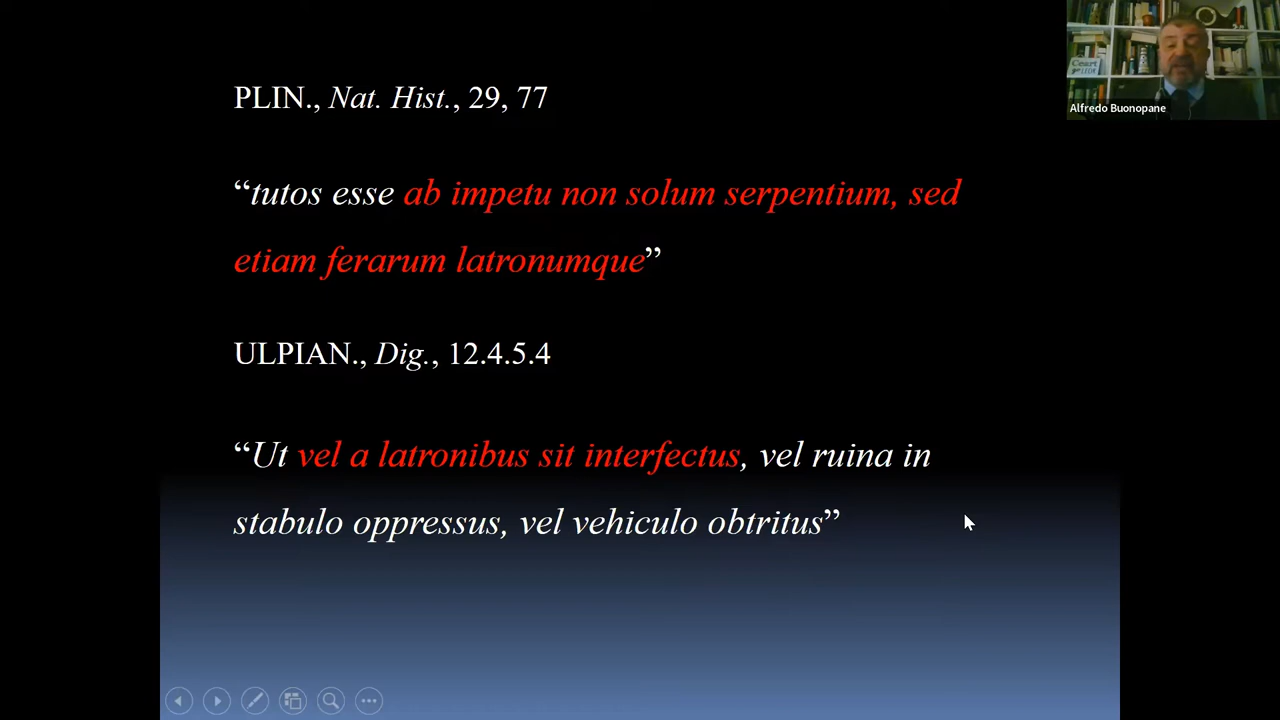 PLIN., Nat. Hist., 29, 77
“tutos esse ab impetu non solum serpentium, sed
etiam ferarum latronumque”
ULPIAN., Dig., 12.4.5.4
“Ut vel a latronibus sit interfectus, vel ruina in
stabulo oppressus, vel vehiculo obtritus”
Alfredo Buonopane